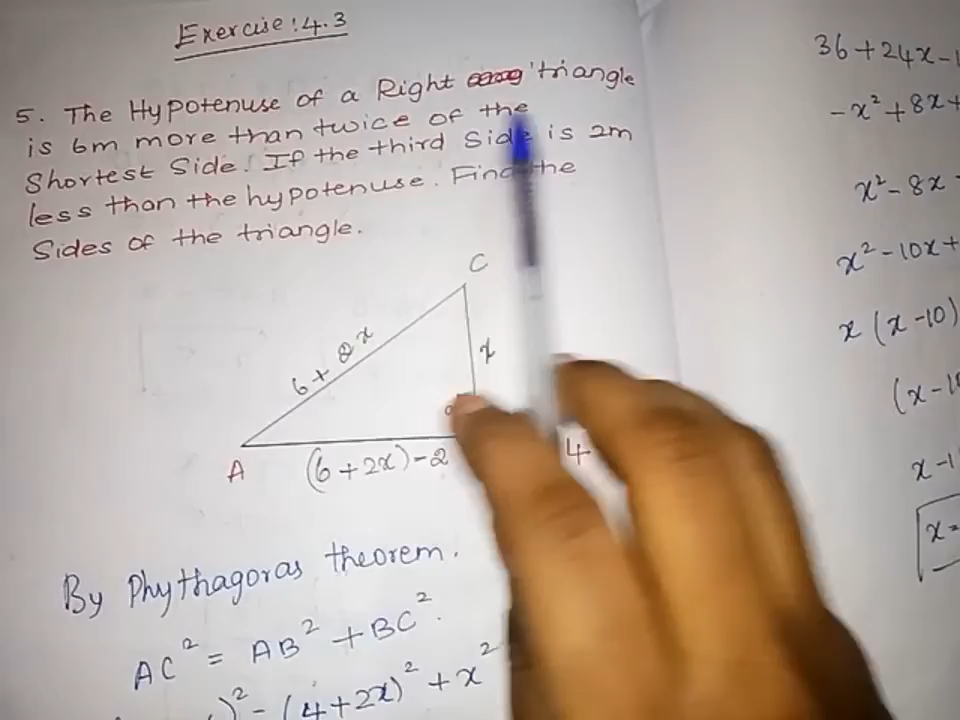 Exercise: 4.3
5. The Hypotenuse of a Right triangle
is 6m more than twice of the
Shortest Side. If the third Side is 2m
less than the hypotenuse. Find the
Sides of the triangle.
C
6 + 2x
x
A
(6 + 2x) - 2
4
By Phythagoras theorem.
AC² = AB² + BC².
)² = (4+2x)² + x²
36 + 24x -
-x² + 8x +
x² - 8x -
x² - 10x +
x (x - 10)
(x - 10
x - 1
x =